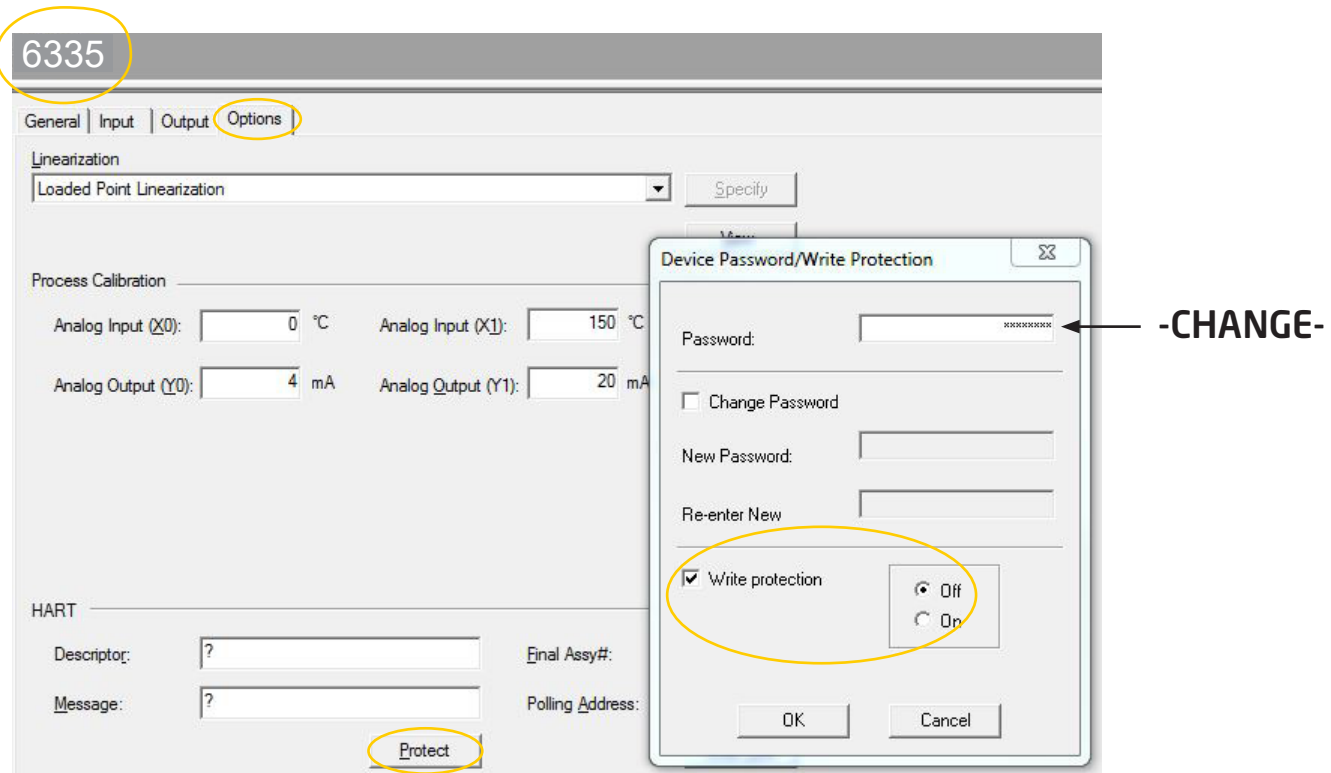 6335
General Input Output Options
Linearization
Loaded Point Linearization
Specify
View
Process Calibration
Analog Input (X0): 0 °C Analog Input (X1): 150 °C
Analog Output (Y0): 4 mA Analog Output (Y1): 20 mA
HART
Descriptor: ? Final Assy#:
Message: ? Polling Address:
Protect
Device Password/Write Protection
Password: ******** -CHANGE-
Change Password
New Password:
Re-enter New
Write protection
Off
On
OK Cancel